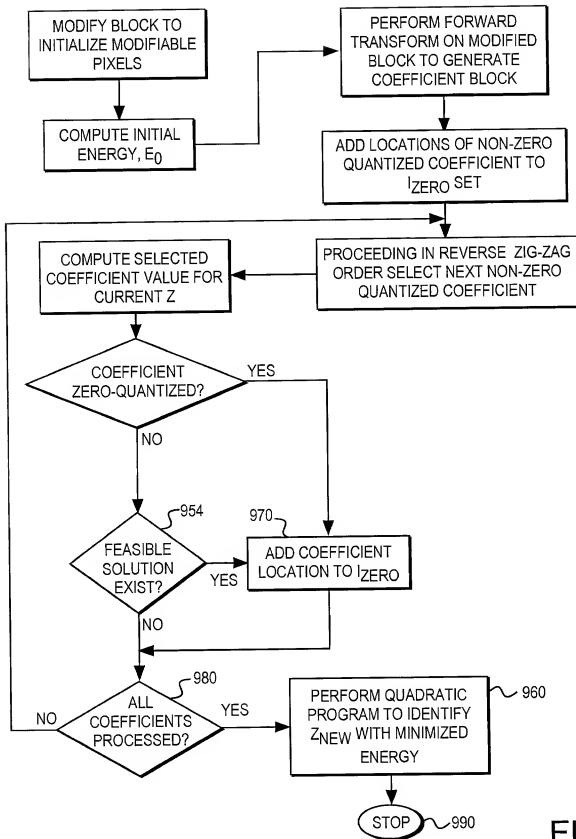 MODIFY BLOCK TO
INITIALIZE MODIFIABLE
PIXELS
COMPUTE INITIAL
ENERGY, E0
PERFORM FORWARD
TRANSFORM ON MODIFIED
BLOCK TO GENERATE
COEFFICIENT BLOCK
ADD LOCATIONS OF NON-ZERO
QUANTIZED COEFFICIENT TO
IZERO SET
PROCEEDING IN REVERSE ZIG-ZAG
ORDER SELECT NEXT NON-ZERO
QUANTIZED COEFFICIENT
COMPUTE SELECTED
COEFFICIENT VALUE FOR
CURRENT Z
COEFFICIENT
ZERO-QUANTIZED?
YES
NO
954
FEASIBLE
SOLUTION
EXIST?
YES
NO
970
ADD COEFFICIENT
LOCATION TO IZERO
980
ALL
COEFFICIENTS
PROCESSED?
NO
YES
PERFORM QUADRATIC
PROGRAM TO IDENTIFY
ZNEW WITH MINIMIZED
ENERGY
960
STOP
990